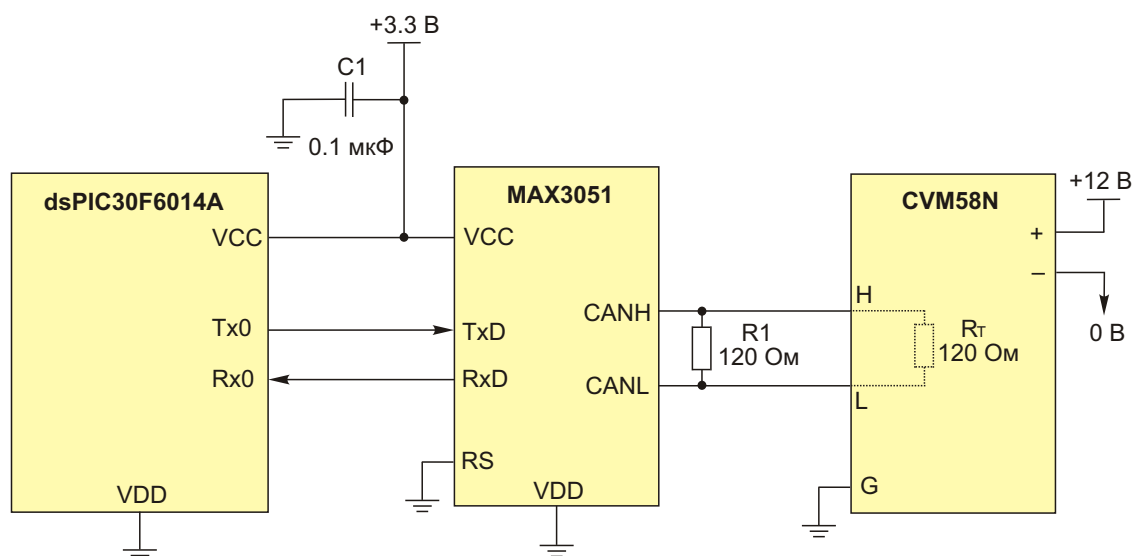 +3.3 В
C1
0.1 мкФ
dsPIC30F6014A
VCC
Tx0
Rx0
VDD
MAX3051
VCC
TxD
RxD
RS
VDD
CANH
CANL
R1
120 Ом
CVM58N
H
L
G
Rт
120 Ом
+
–
+12 В
0 В